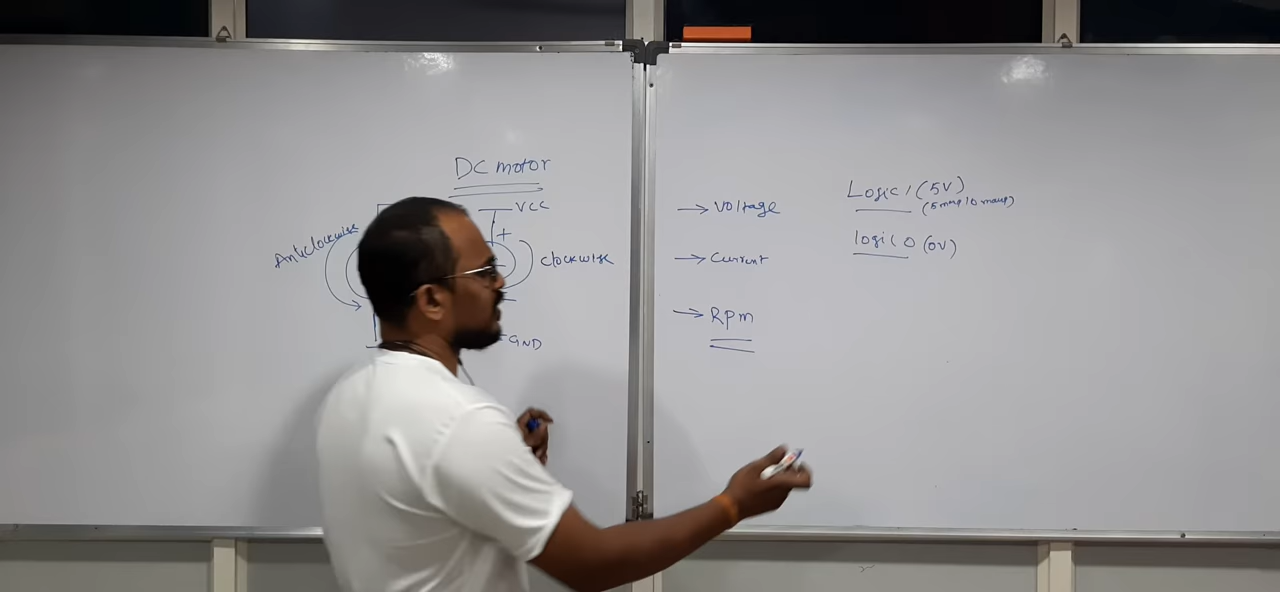 DC motor
VCC
+
Anticlockwise
clockwise
GND
→ Voltage
→ Current
→ Rpm
Logic 1 (5V)
logic 0 (0V)